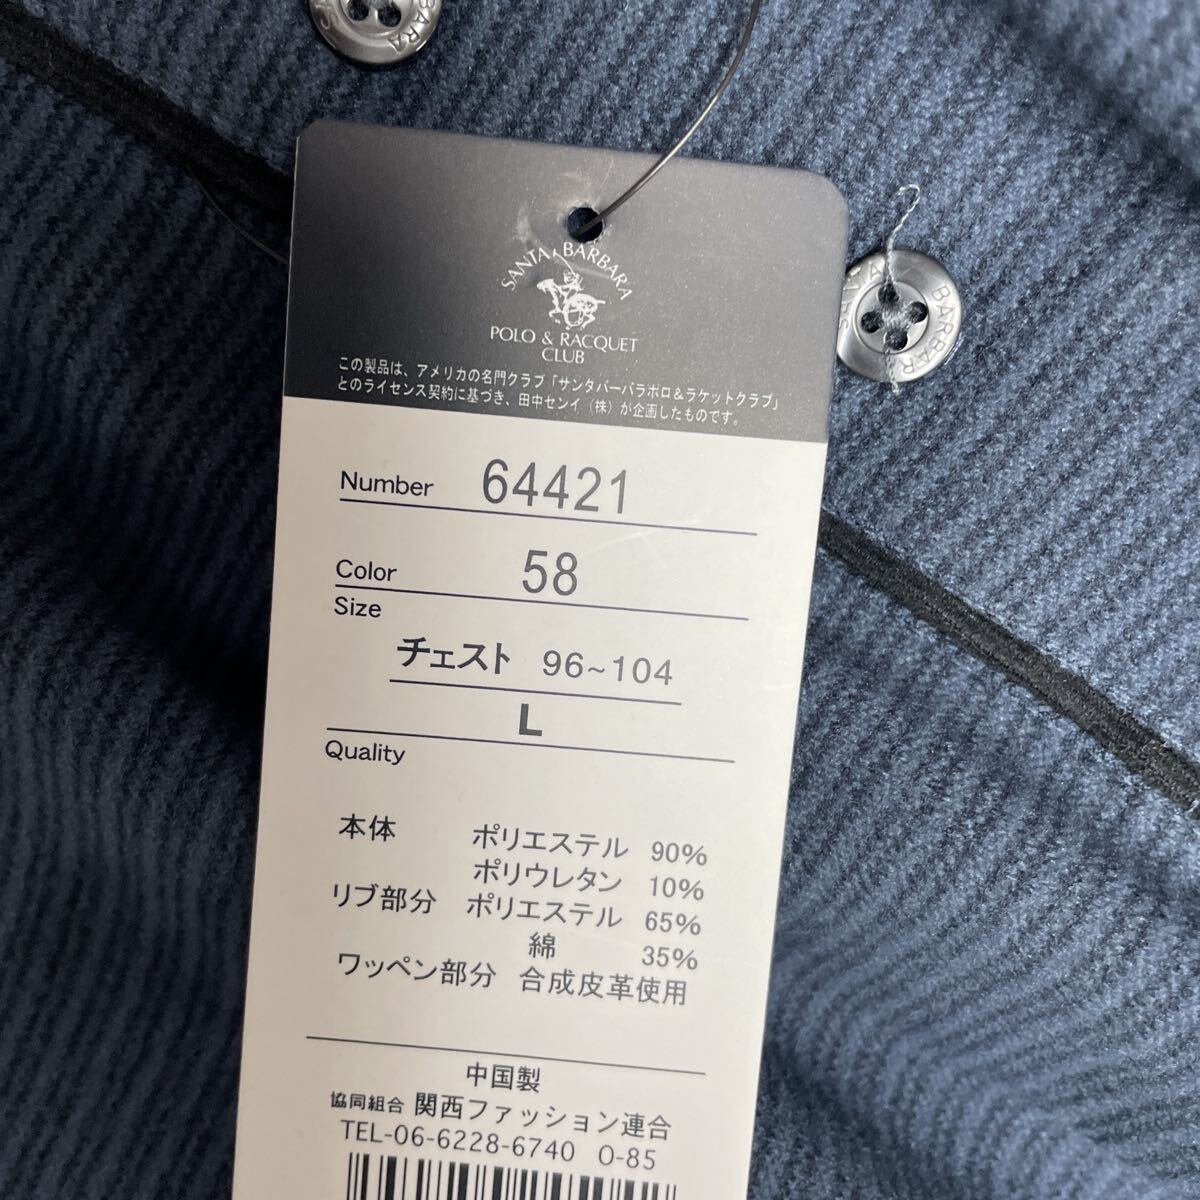 SANTA BARBARA
POLO & RACQUET
CLUB
この製品は、アメリカの名門クラブ「サンタバーバラポロ&ラケットクラブ」
とのライセンス契約に基づき、田中センイ（株）が企画したものです。
Number 64421
Color 58
Size
チェスト 96~104
L
Quality
本体 ポリエステル 90%
ポリウレタン 10%
リブ部分 ポリエステル 65%
綿 35%
ワッペン部分 合成皮革使用
中国製
協同組合 関西ファッション連合
TEL-06-6228-6740 O-85
BARBARA
BARBAR